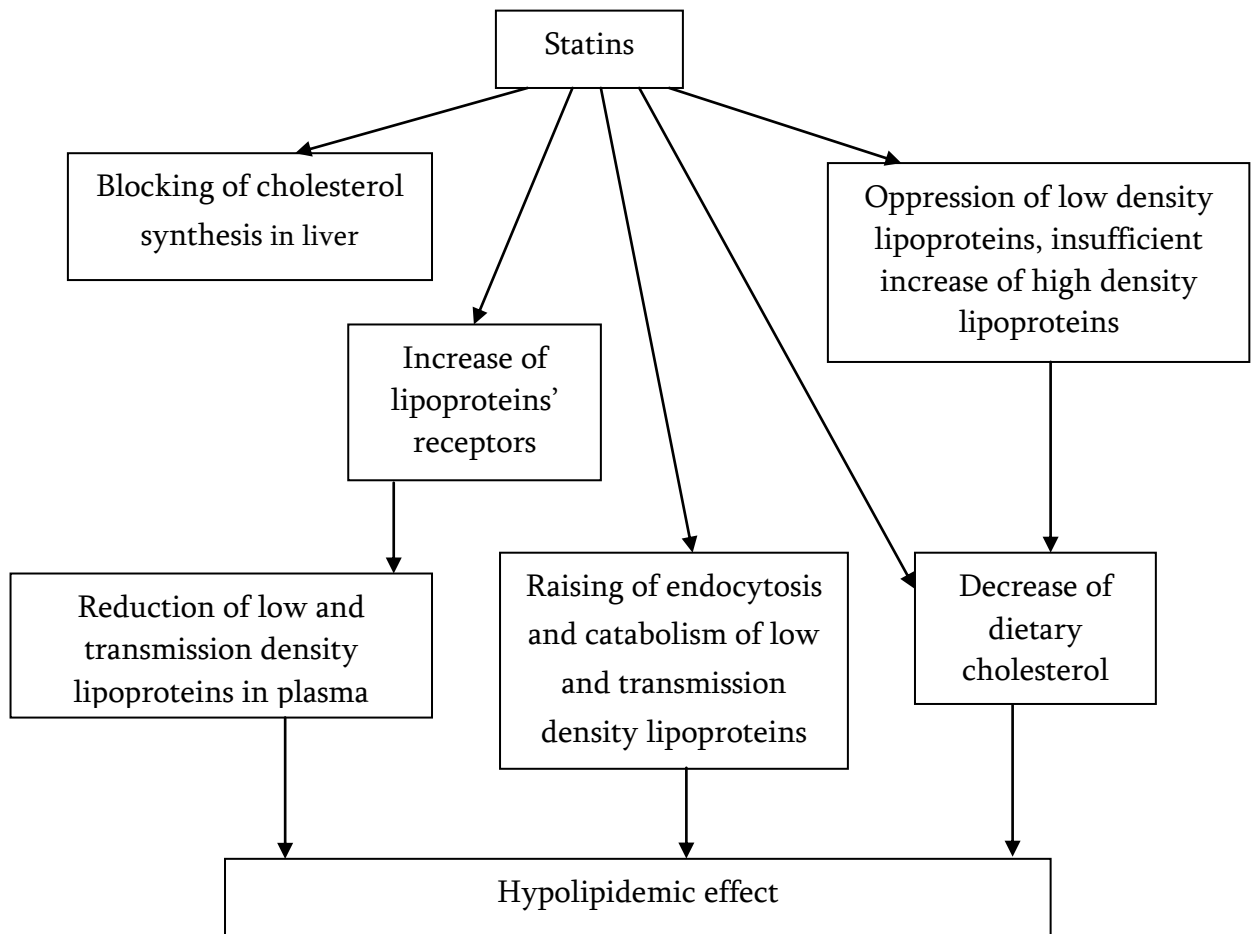 Statins
Blocking of cholesterol
synthesis in liver
Oppression of low density
lipoproteins, insufficient
increase of high density
lipoproteins
Increase of
lipoproteins’
receptors
Reduction of low and
transmission density
lipoproteins in plasma
Raising of endocytosis
and catabolism of low
and transmission
density lipoproteins
Decrease of
dietary
cholesterol
Hypolipidemic effect